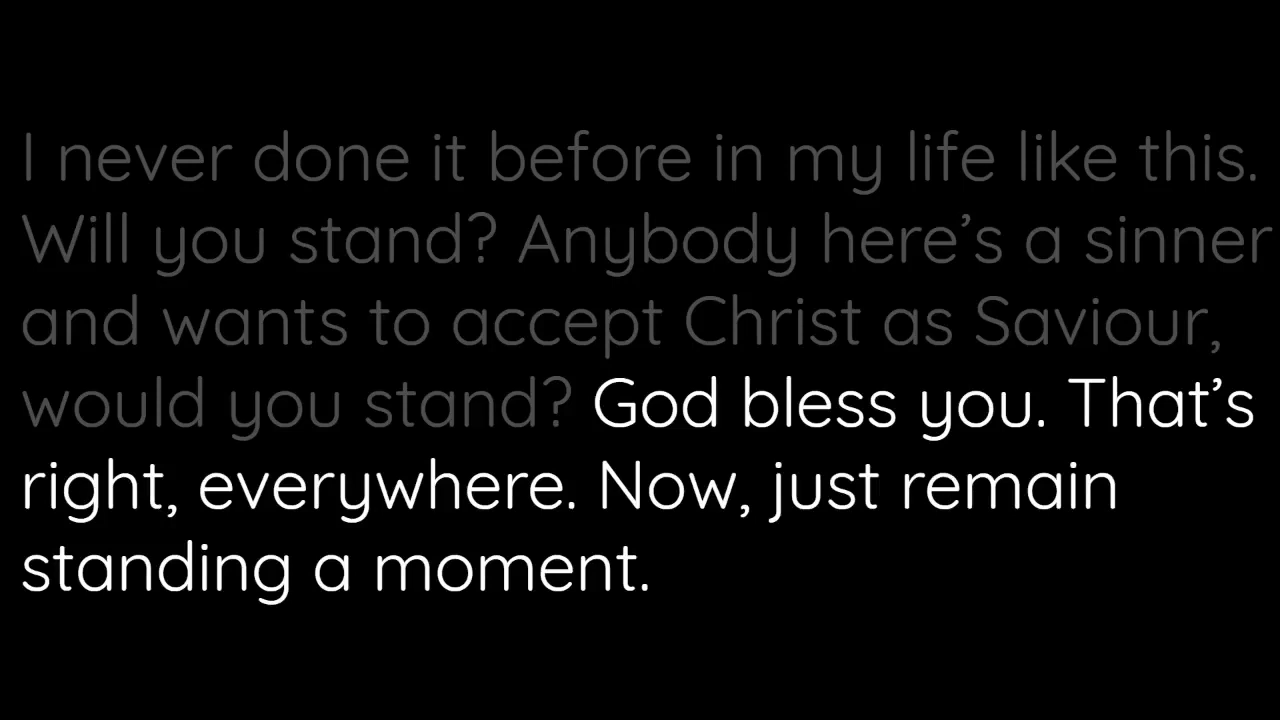 I never done it before in my life like this.
Will you stand? Anybody here’s a sinner
and wants to accept Christ as Saviour,
would you stand? God bless you. That’s
right, everywhere. Now, just remain
standing a moment.